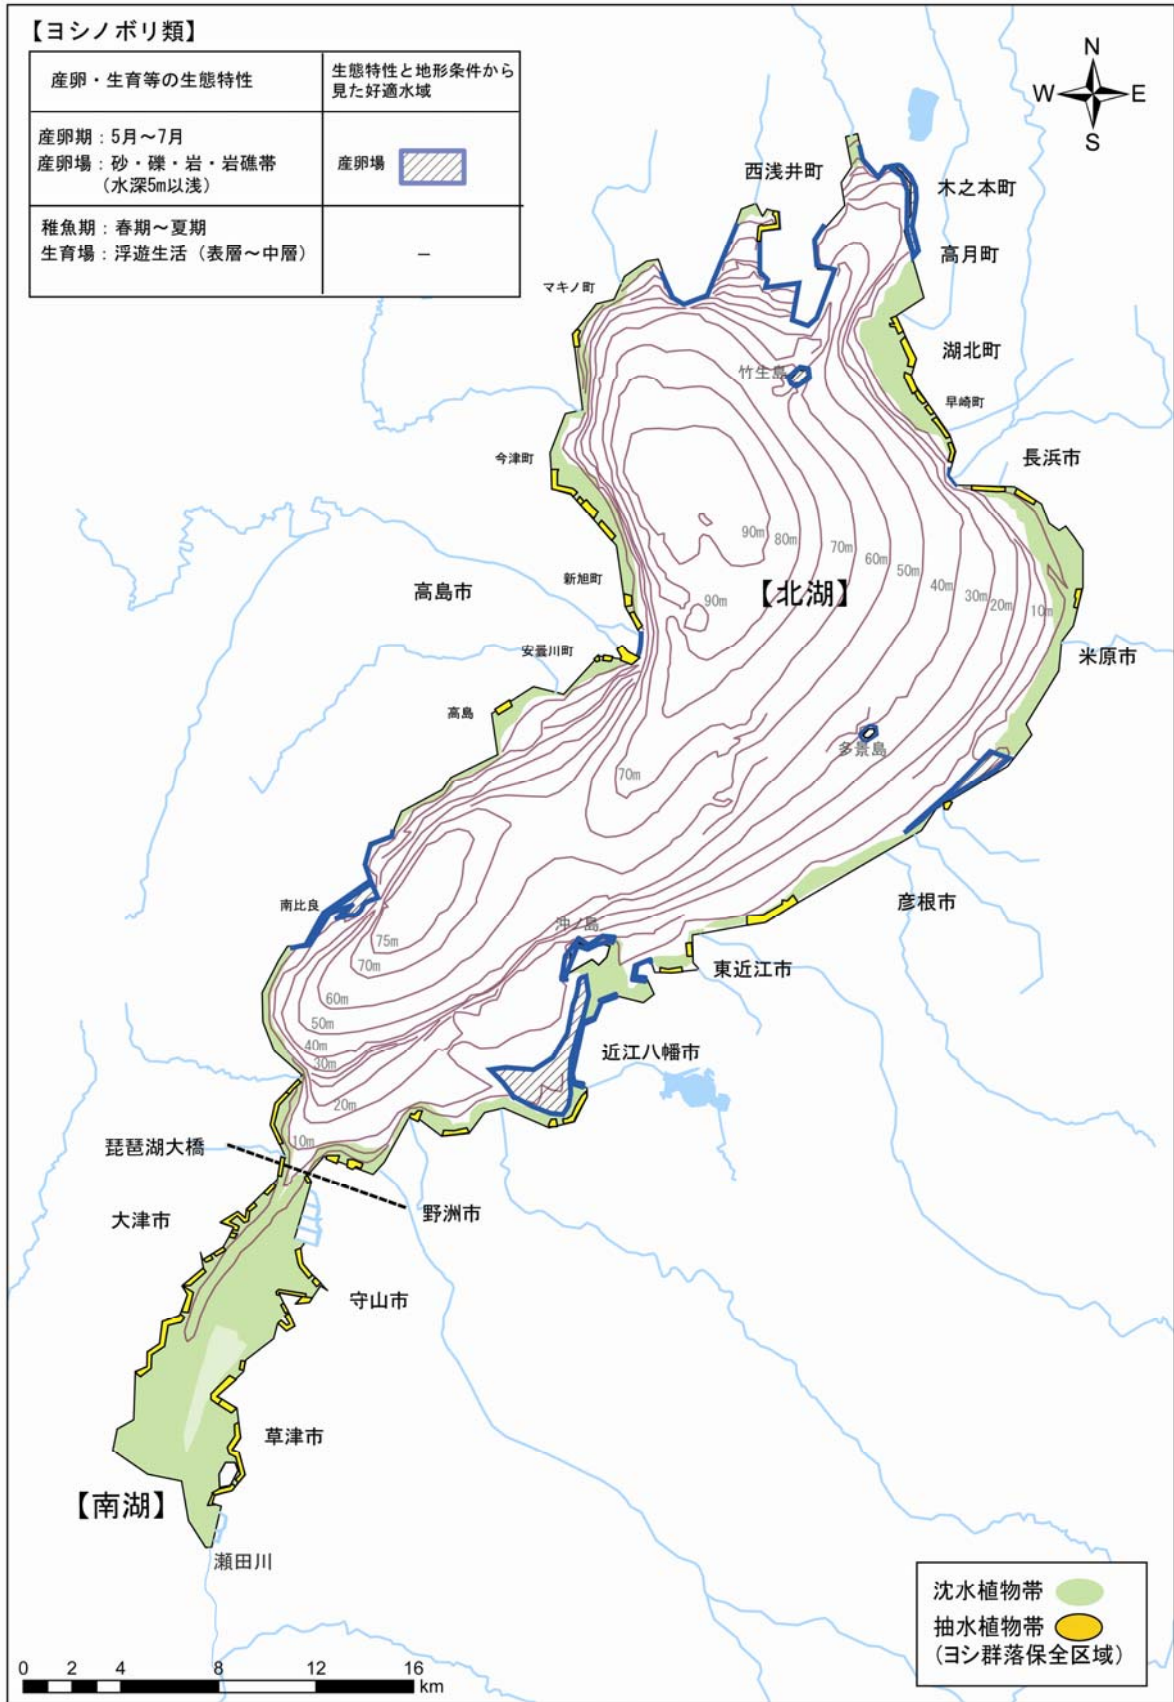 【ヨシノボリ類】
産卵・生育等の生態特性
生態特性と地形条件から
見た好適水域
産卵期：5月～7月
産卵場：砂・礫・岩・岩礁帯
（水深5m以浅）
産卵場
稚魚期：春期～夏期
生育場：浮遊生活（表層～中層）
－
N
W
E
S
西浅井町
木之本町
高月町
マキノ町
湖北町
竹生島
早崎町
長浜市
今津町
90m
80m
70m
60m
50m
40m
30m
20m
10m
新旭町
高島市
90m
【北湖】
安曇川町
米原市
高島
多景島
70m
彦根市
南比良
沖ノ島
75m
70m
東近江市
60m
50m
40m
30m
近江八幡市
20m
10m
琵琶湖大橋
大津市
野洲市
守山市
草津市
【南湖】
瀬田川
沈水植物帯
抽水植物帯
（ヨシ群落保全区域）
0 2 4 8 12 16
km